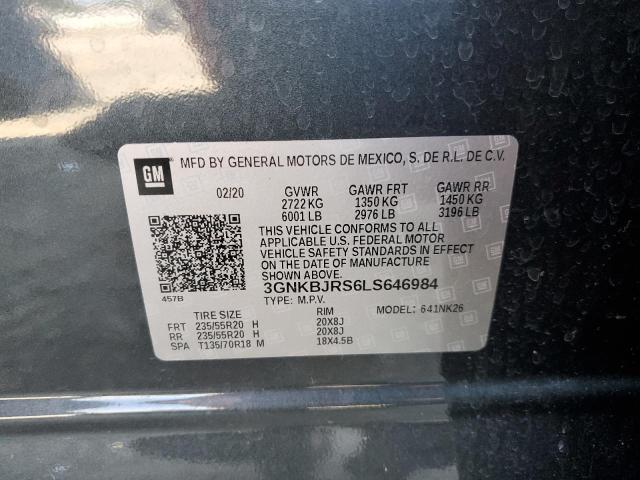 GM
MFD BY GENERAL MOTORS DE MEXICO, S. DE R.L. DE C.V.
02/20 GVWR GAWR FRT GAWR RR
2722 KG 1350 KG 1450 KG
6001 LB 2976 LB 3196 LB
THIS VEHICLE CONFORMS TO ALL
APPLICABLE U.S. FEDERAL MOTOR
VEHICLE SAFETY STANDARDS IN EFFECT
ON THE DATE OF MANUFACTURE
SHOWN ABOVE.
3GNKBJRS6LS646984
457B
TYPE: M.P.V.
MODEL: 641NK26
TIRE SIZE RIM
FRT 235/55R20 H 20X8J
RR 235/55R20 H 20X8J
SPA T135/70R18 M 18X4.5B